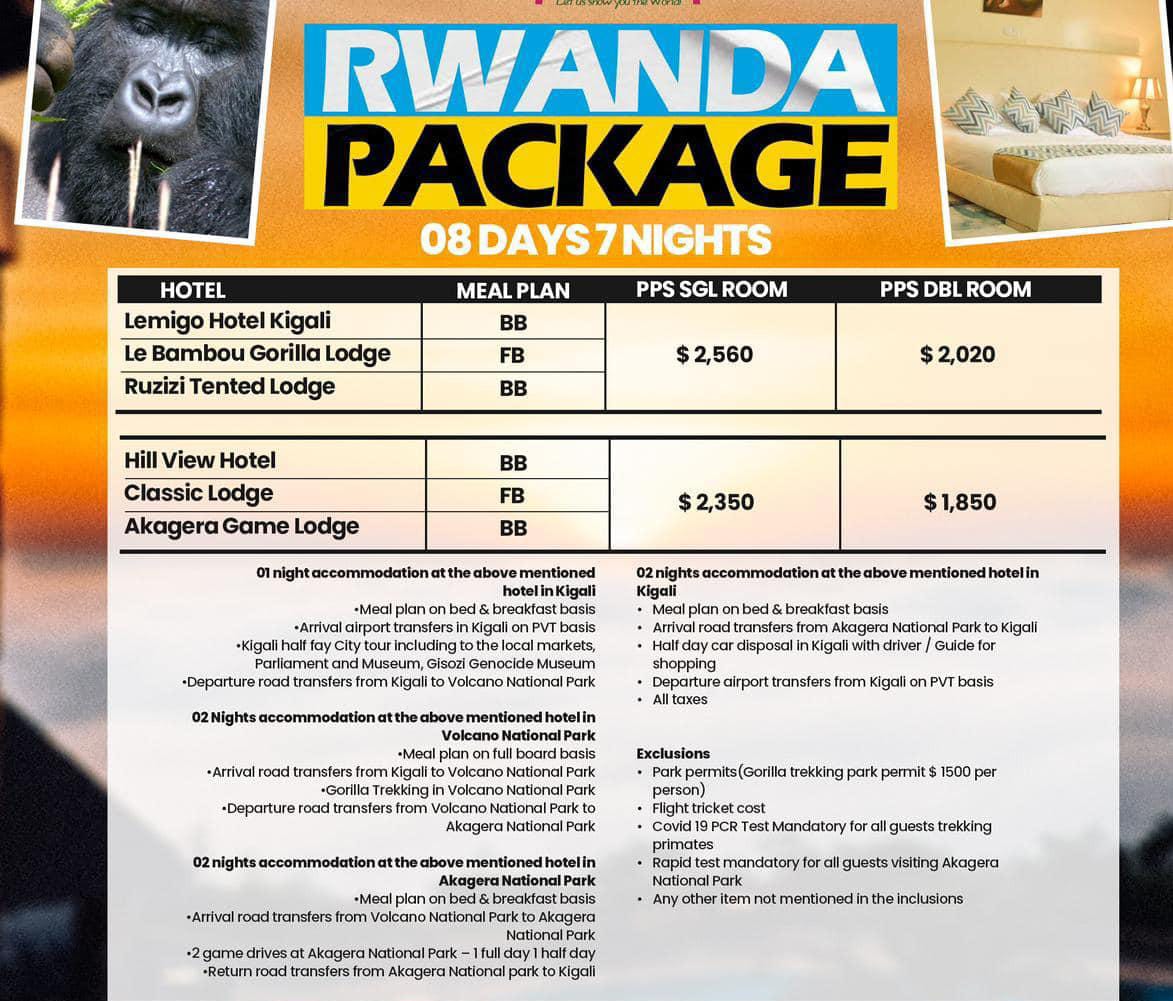 Let us show you the World!
RWANDA
PACKAGE
08 DAYS 7 NIGHTS
HOTEL MEAL PLAN PPS SGL ROOM PPS DBL ROOM
Lemigo Hotel Kigali BB
Le Bambou Gorilla Lodge FB $ 2,560 $ 2,020
Ruzizi Tented Lodge BB
Hill View Hotel BB
Classic Lodge FB $ 2,350 $ 1,850
Akagera Game Lodge BB
01 night accommodation at the above mentioned
hotel in Kigali
•Meal plan on bed & breakfast basis
•Arrival airport transfers in Kigali on PVT basis
•Kigali half fay City tour including to the local markets,
Parliament and Museum, Gisozi Genocide Museum
•Departure road transfers from Kigali to Volcano National Park
02 Nights accommodation at the above mentioned hotel in
Volcano National Park
•Meal plan on full board basis
•Arrival road transfers from Kigali to Volcano National Park
•Gorilla Trekking in Volcano National Park
•Departure road transfers from Volcano National Park to
Akagera National Park
02 nights accommodation at the above mentioned hotel in
Akagera National Park
•Meal plan on bed & breakfast basis
•Arrival road transfers from Volcano National Park to Akagera
National Park
•2 game drives at Akagera National Park – 1 full day 1 half day
•Return road transfers from Akagera National park to Kigali
02 nights accommodation at the above mentioned hotel in
Kigali
• Meal plan on bed & breakfast basis
• Arrival road transfers from Akagera National Park to Kigali
• Half day car disposal in Kigali with driver / Guide for
shopping
• Departure airport transfers from Kigali on PVT basis
• All taxes
Exclusions
• Park permits(Gorilla trekking park permit $ 1500 per
person)
• Flight ticket cost
• Covid 19 PCR Test Mandatory for all guests trekking
primates
• Rapid test mandatory for all guests visiting Akagera
National Park
• Any other item not mentioned in the inclusions